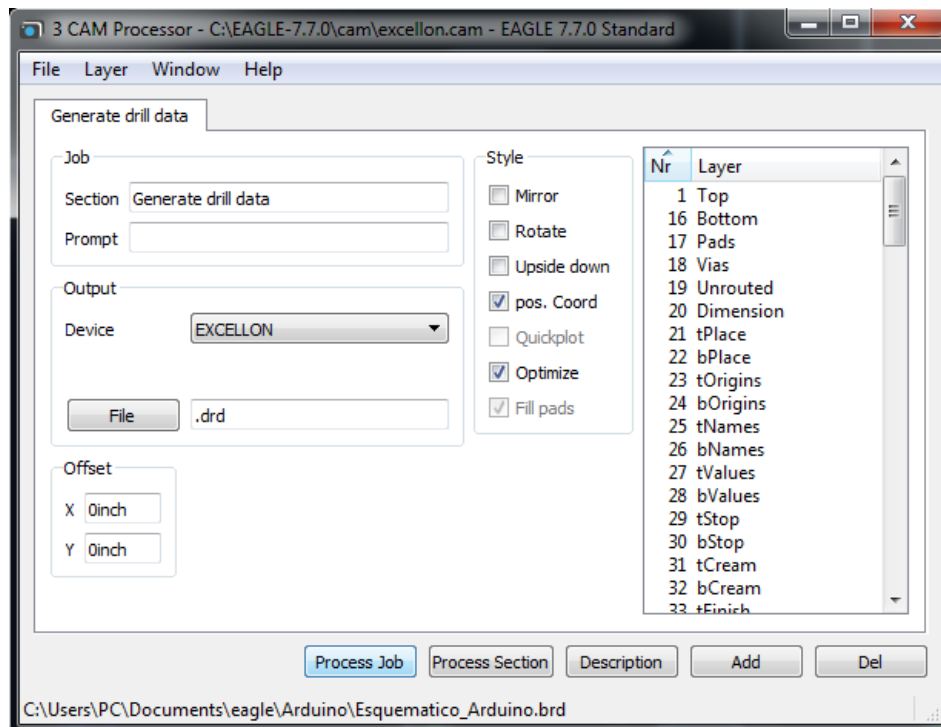 3 CAM Processor - C:\EAGLE-7.7.0\cam\excellon.cam - EAGLE 7.7.0 Standard
File Layer Window Help
Generate drill data
Job
Section Generate drill data
Prompt
Output
Device EXCELLON
File .drd
Offset
X 0inch
Y 0inch
Style
Mirror
Rotate
Upside down
pos. Coord
Quickplot
Optimize
Fill pads
Nr Layer
1 Top
16 Bottom
17 Pads
18 Vias
19 Unrouted
20 Dimension
21 tPlace
22 bPlace
23 tOrigins
24 bOrigins
25 tNames
26 bNames
27 tValues
28 bValues
29 tStop
30 bStop
31 tCream
32 bCream
33 tFinish
Process Job Process Section Description Add Del
C:\Users\PC\Documents\eagle\Arduino\Esquematico_Arduino.brd